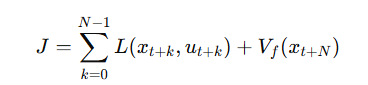 J = \sum_{k=0}^{N-1} L(x_{t+k}, u_{t+k}) + V_f(x_{t+N})